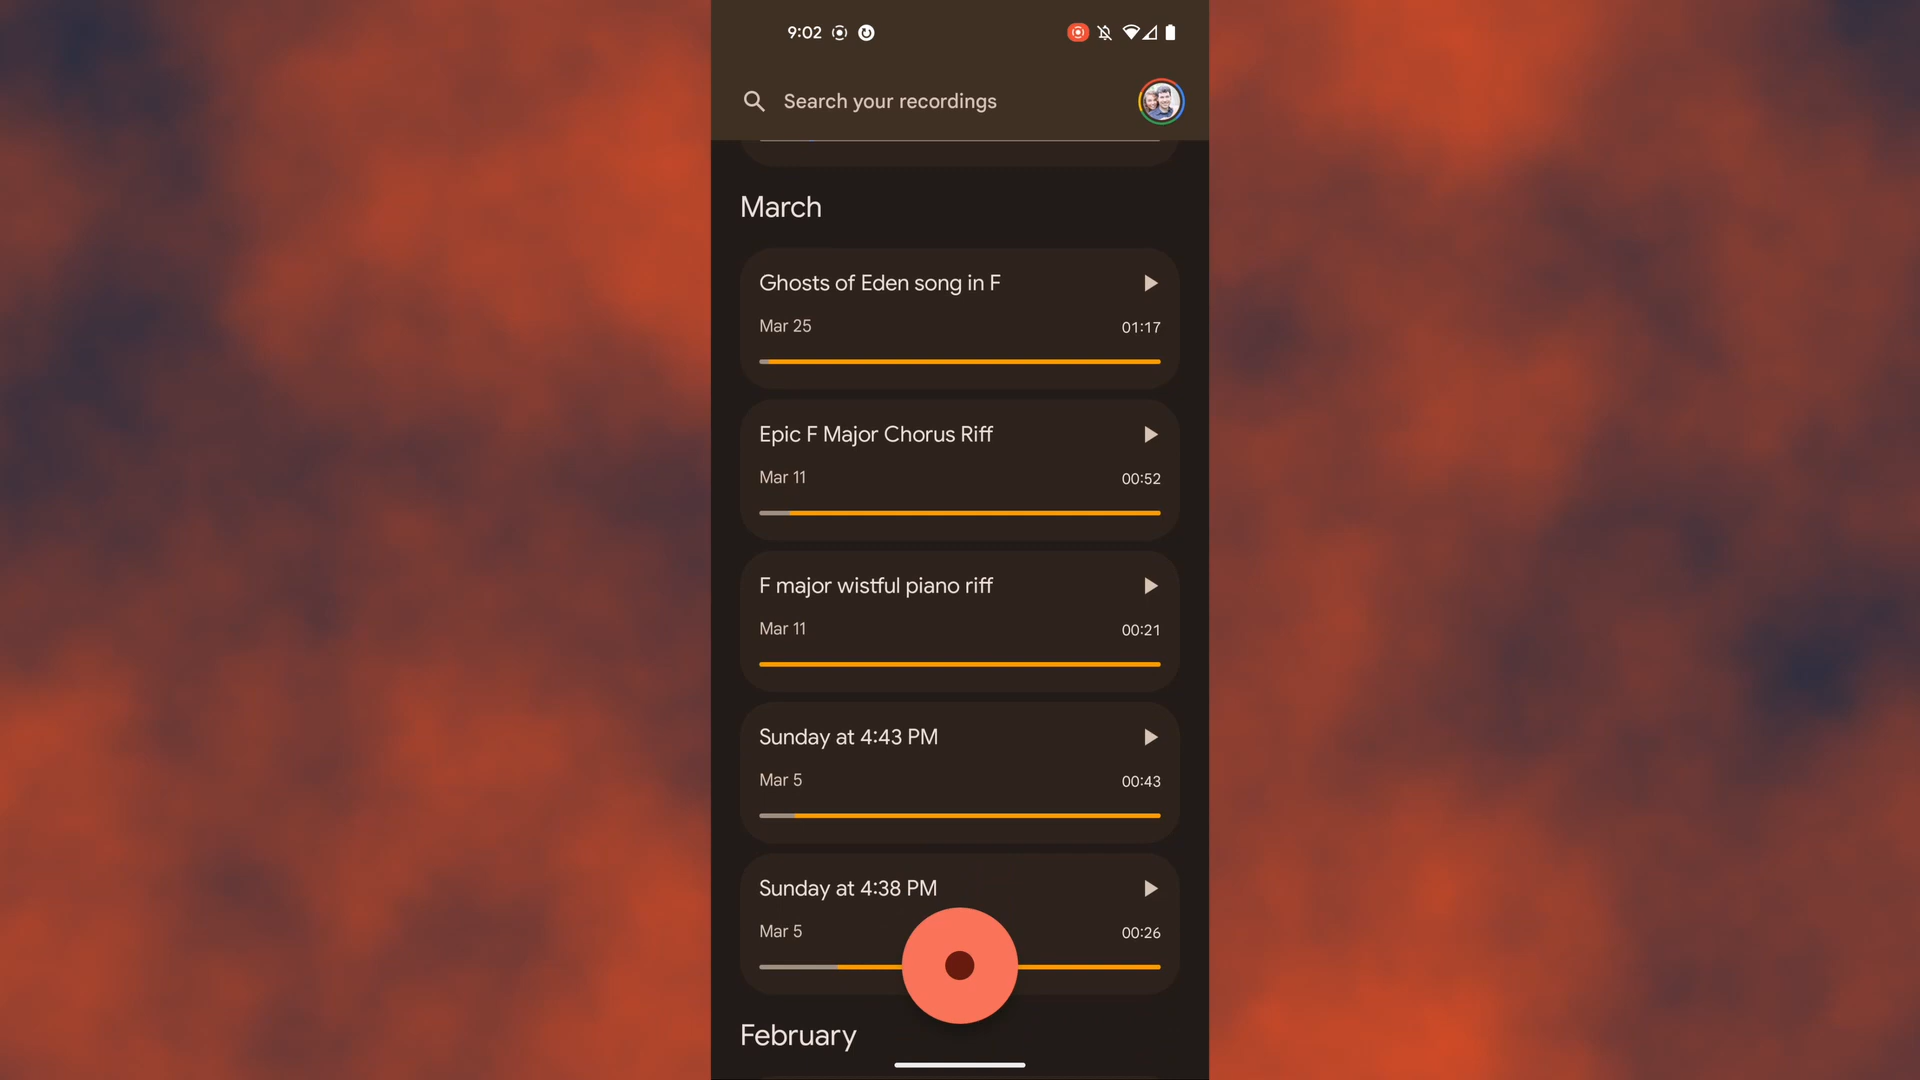 9:02
Search your recordings
March
Ghosts of Eden song in F
Mar 25
01:17
Epic F Major Chorus Riff
Mar 11
00:52
F major wistful piano riff
Mar 11
00:21
Sunday at 4:43 PM
Mar 5
00:43
Sunday at 4:38 PM
Mar 5
00:26
February